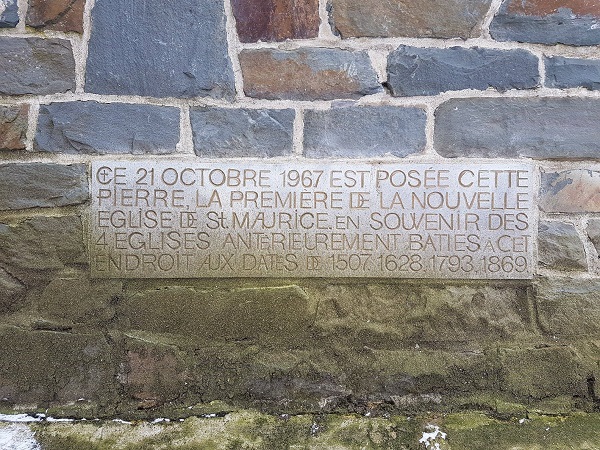 CE 21 OCTOBRE 1967 EST POSÉE CETTE
PIERRE, LA PREMIÈRE DE LA NOUVELLE
EGLISE DE ST. MAURICE. EN SOUVENIR DES
4 EGLISES ANTERIEUREMENT BATIES A CET
ENDROIT AUX DATES DE 1507, 1628, 1793, 1869